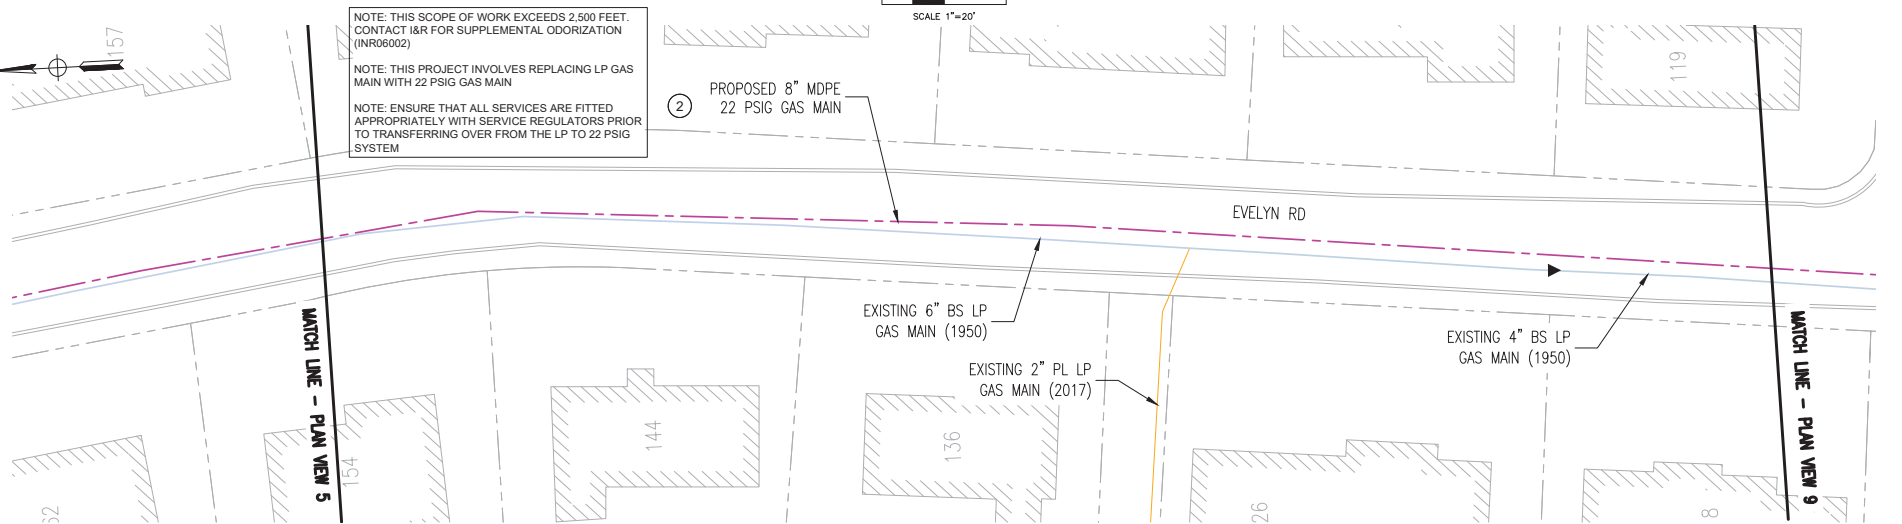 SCALE 1"=20'
NOTE: THIS SCOPE OF WORK EXCEEDS 2,500 FEET.
CONTACT I&R FOR SUPPLEMENTAL ODORIZATION
(INR06002)
NOTE: THIS PROJECT INVOLVES REPLACING LP GAS
MAIN WITH 22 PSIG GAS MAIN
NOTE: ENSURE THAT ALL SERVICES ARE FITTED
APPROPRIATELY WITH SERVICE REGULATORS PRIOR
TO TRANSFERRING OVER FROM THE LP TO 22 PSIG
SYSTEM
157
2
PROPOSED 8" MDPE
22 PSIG GAS MAIN
119
EVELYN RD
EXISTING 6" BS LP
GAS MAIN (1950)
EXISTING 2" PL LP
GAS MAIN (2017)
EXISTING 4" BS LP
GAS MAIN (1950)
MATCH LINE - PLAN VIEW 5
MATCH LINE - PLAN VIEW 9
154
144
136
26
8
62